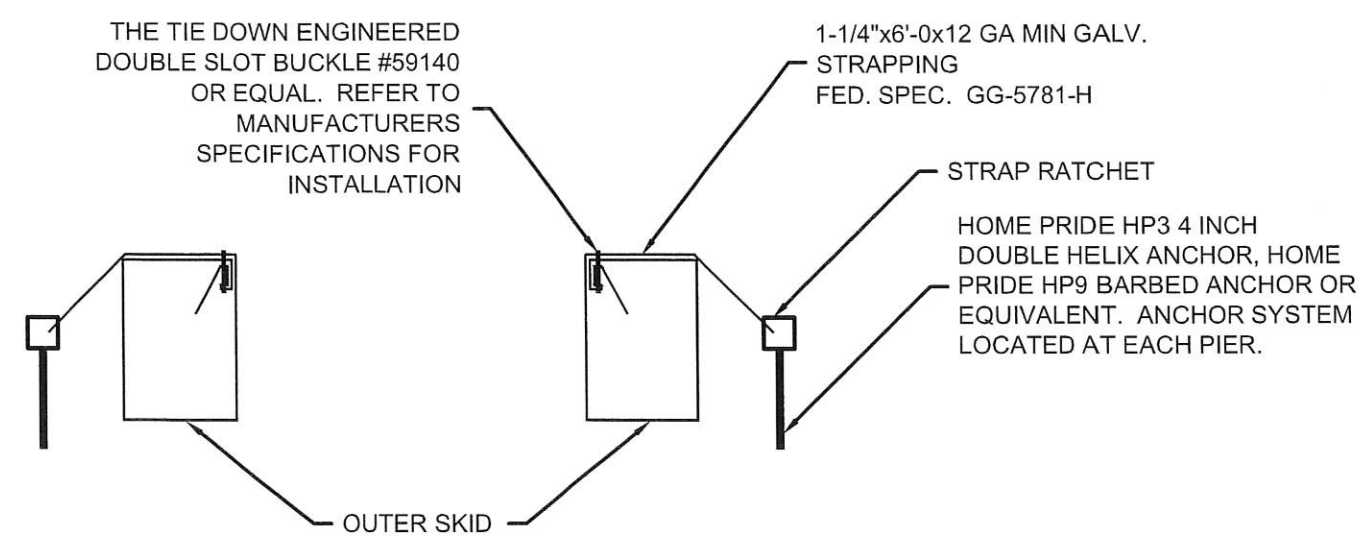 THE TIE DOWN ENGINEERED
DOUBLE SLOT BUCKLE #59140
OR EQUAL. REFER TO
MANUFACTURERS
SPECIFICATIONS FOR
INSTALLATION
1-1/4"x6'-0x12 GA MIN GALV.
STRAPPING
FED. SPEC. GG-5781-H
STRAP RATCHET
HOME PRIDE HP3 4 INCH
DOUBLE HELIX ANCHOR, HOME
PRIDE HP9 BARBED ANCHOR OR
EQUIVALENT. ANCHOR SYSTEM
LOCATED AT EACH PIER.
OUTER SKID